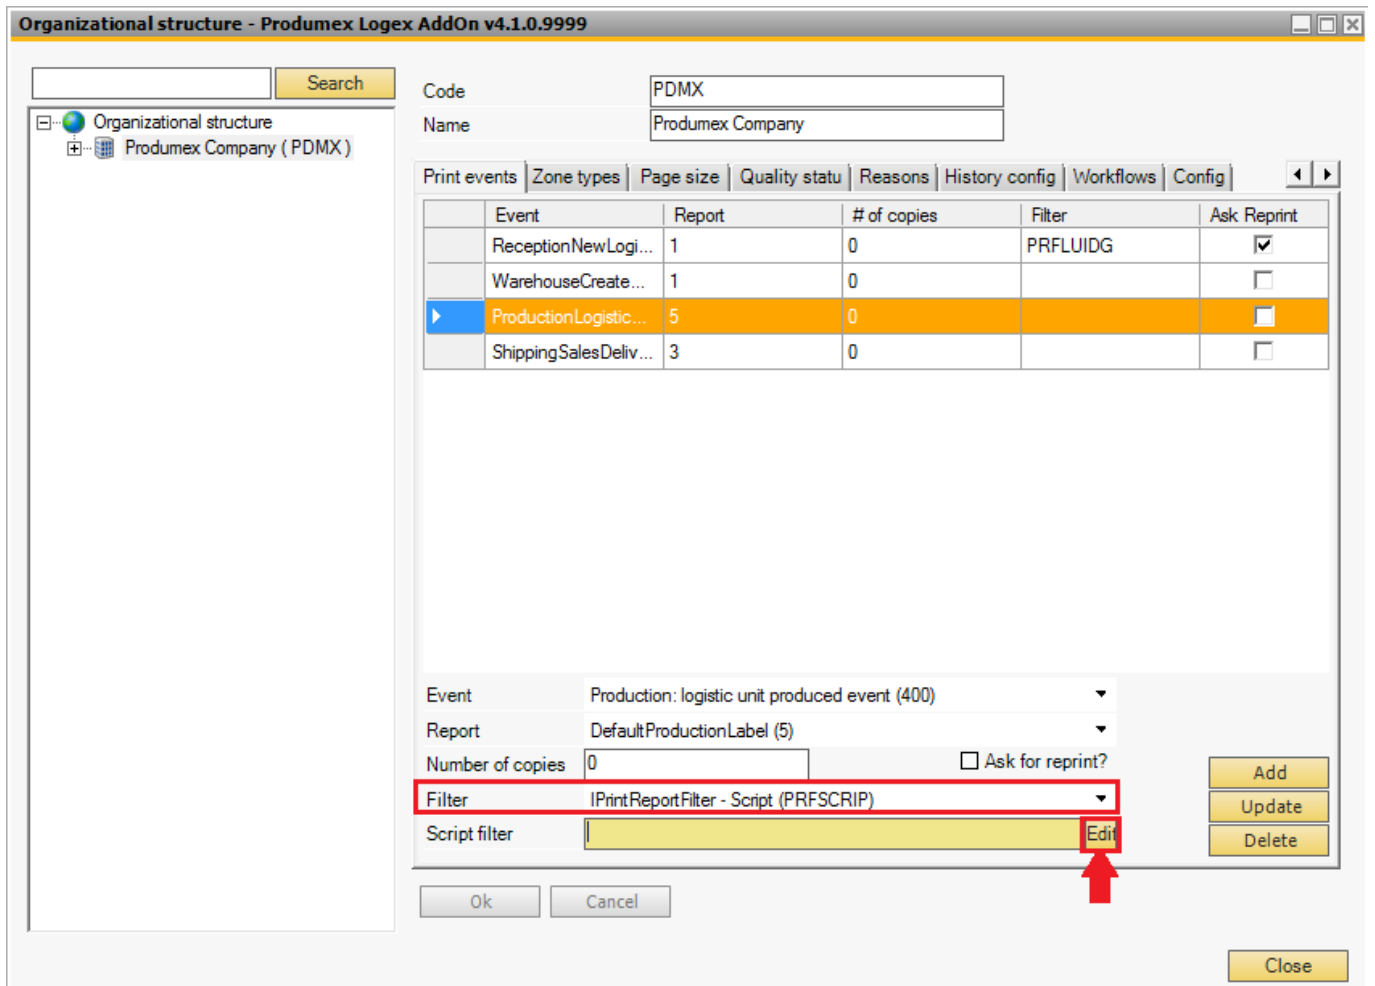 Organizational structure - Produmex Logex AddOn v4.1.0.9999
Search
Organizational structure
Produmex Company ( PDMX )
Code PDMX
Name Produmex Company
Print events Zone types Page size Quality statu Reasons History config Workflows Config
Event Report # of copies Filter Ask Reprint
ReceptionNewLogi... 1 0 PRFLUIDG
WarehouseCreate... 1 0
ProductionLogistic... 5 0
ShippingSalesDeliv... 3 0
Event Production: logistic unit produced event (400)
Report DefaultProductionLabel (5)
Number of copies 0 Ask for reprint?
Add
Filter IPrintReportFilter - Script (PRFSCRIP)
Update
Script filter Edit
Delete
Ok Cancel
Close